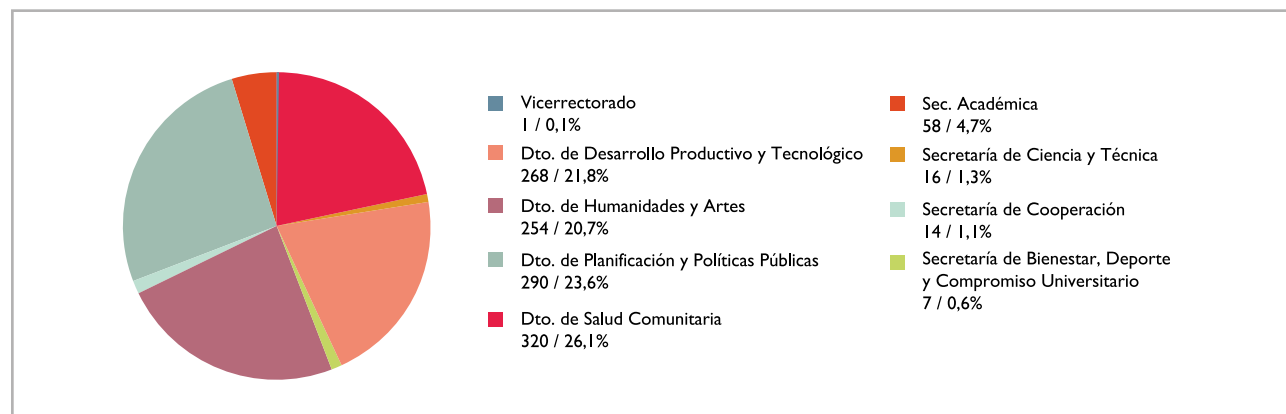 Vicerrectorado
1 / 0,1%
Dto. de Desarrollo Productivo y Tecnológico
268 / 21,8%
Dto. de Humanidades y Artes
254 / 20,7%
Dto. de Planificación y Políticas Públicas
290 / 23,6%
Dto. de Salud Comunitaria
320 / 26,1%
Sec. Académica
58 / 4,7%
Secretaría de Ciencia y Técnica
16 / 1,3%
Secretaría de Cooperación
14 / 1,1%
Secretaría de Bienestar, Deporte
y Compromiso Universitario
7 / 0,6%